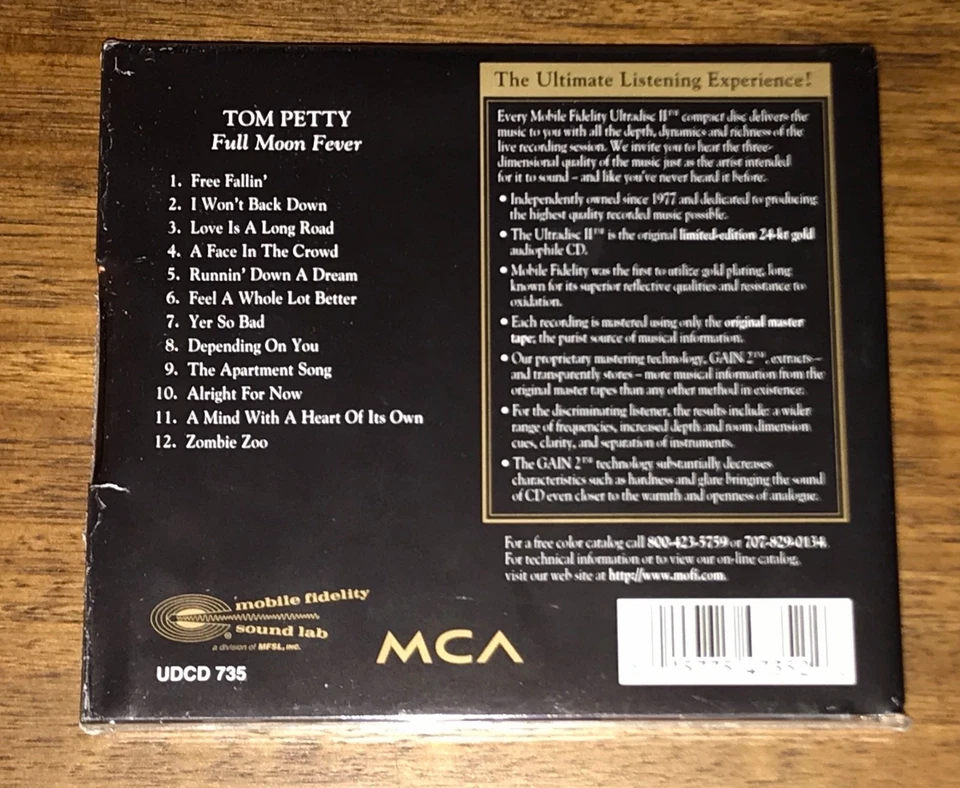 TOM PETTY
Full Moon Fever
1. Free Fallin'
2. I Won't Back Down
3. Love Is A Long Road
4. A Face In The Crowd
5. Runnin' Down A Dream
6. Feel A Whole Lot Better
7. Yer So Bad
8. Depending On You
9. The Apartment Song
10. Alright For Now
11. A Mind With A Heart Of Its Own
12. Zombie Zoo
mobile fidelity
sound lab
®
a division of MFSL, INC.
UDCD 735
MCA
The Ultimate Listening Experience!
Every Mobile Fidelity Ultradisc II™ compact disc delivers the
music to you with all the depth, dynamics and richness of the
live recording session. We invite you to hear the three-
dimensional quality of the music just as the artist intended
for it to sound – and like you've never heard it before.
• Independently owned since 1977 and dedicated to producing
the highest quality recorded music possible.
• The Ultradisc II™ is the original limited-edition 24-kt gold
audiophile CD.
• Mobile Fidelity was the first to utilize gold plating, long
known for its superior reflective qualities and resistance to
oxidation.
• Each recording is mastered using only the original master
tape; the purist source of musical information.
• Our proprietary mastering technology, GAIN 2™, extracts–
and transparently stores – more musical information from the
original master tapes than any other method in existence.
• For the discriminating listener, the results include: a wider
range of frequencies, increased depth and room dimension
cues, clarity, and separation of instruments.
• The GAIN 2™ technology substantially decreases
characteristics such as hardness and glare bringing the sound
of CD even closer to the warmth and openness of analogue.
For a free color catalog call 800-423-5759 or 707-829-0134.
For technical information or to view our on-line catalog,
visit our web site at http://www.mofi.com.